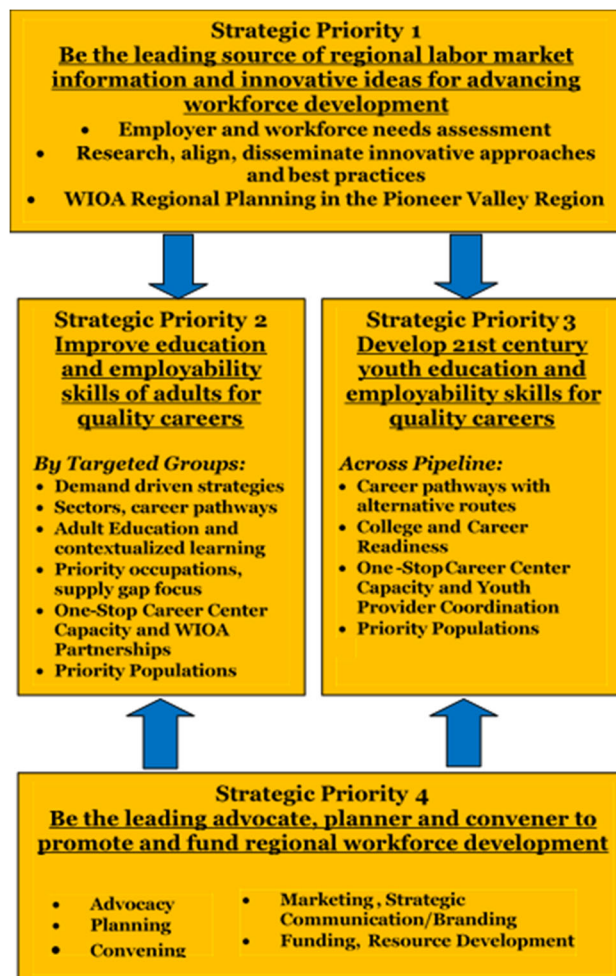 Strategic Priority 1
Be the leading source of regional labor market
information and innovative ideas for advancing
workforce development
• Employer and workforce needs assessment
• Research, align, disseminate innovative approaches
and best practices
• WIOA Regional Planning in the Pioneer Valley Region
Strategic Priority 2
Improve education
and employability
skills of adults for
quality careers
By Targeted Groups:
• Demand driven strategies
• Sectors, career pathways
• Adult Education and
contextualized learning
• Priority occupations,
supply gap focus
• One-Stop Career Center
Capacity and WIOA
Partnerships
• Priority Populations
Strategic Priority 3
Develop 21st century
youth education and
employability skills for
quality careers
Across Pipeline:
• Career pathways with
alternative routes
• College and Career
Readiness
• One-Stop Career Center
Capacity and Youth
Provider Coordination
• Priority Populations
Strategic Priority 4
Be the leading advocate, planner and convener to
promote and fund regional workforce development
• Advocacy
• Planning
• Convening
• Marketing, Strategic
Communication/Branding
• Funding, Resource Development